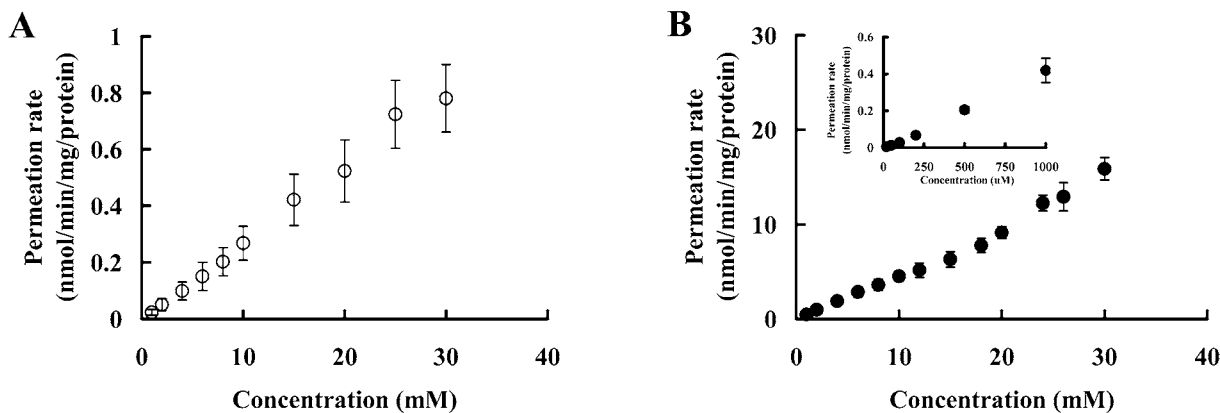 A
Permeation rate
(nmol/min/mg/protein)
1
0.8
0.6
0.4
0.2
0
0
10
20
30
40
Concentration (mM)
B
Permeation rate
(nmol/min/mg/protein)
30
20
10
0
0
10
20
30
40
Concentration (mM)
Permeation rate
(nmol/min/mg/protein)
0.6
0.4
0.2
0
0
250
500
750
1000
Concentration (uM)